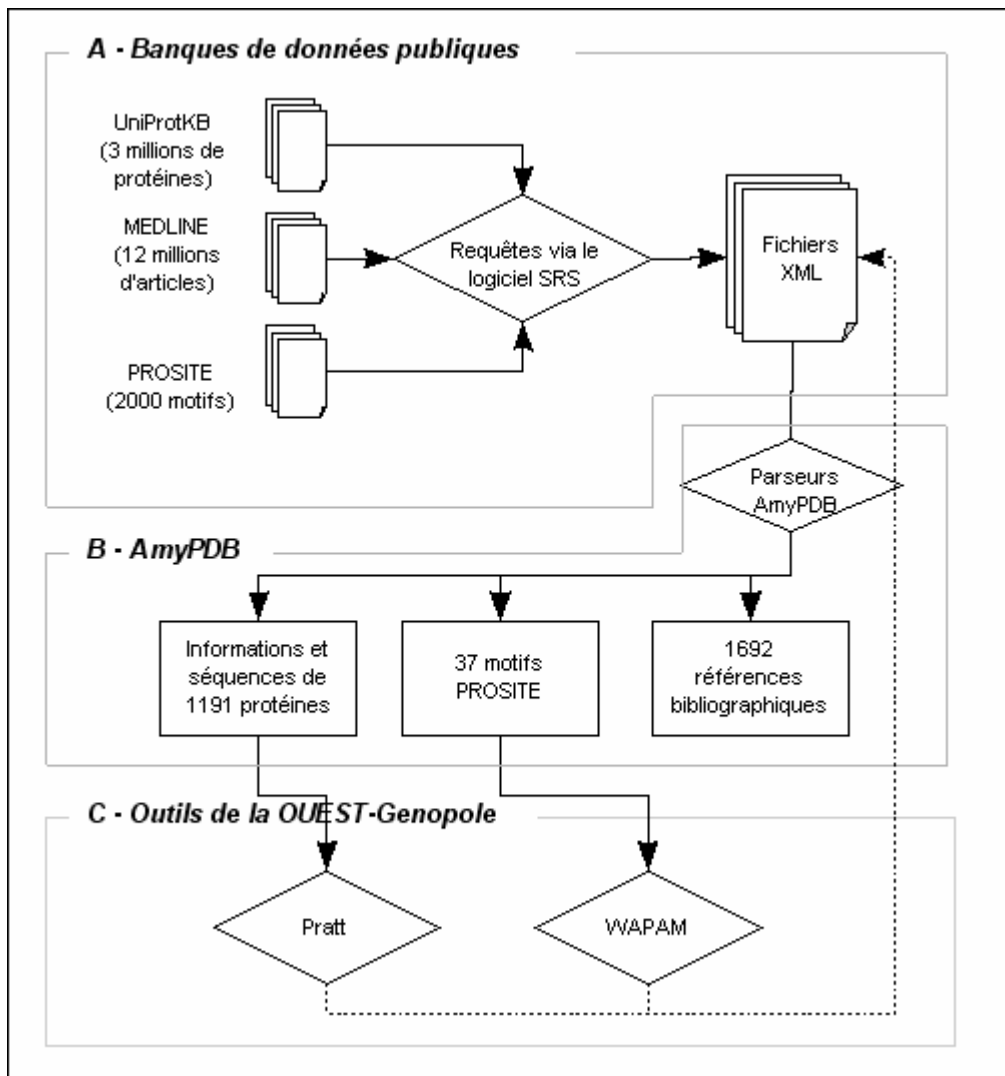 A - Banques de données publiques
UniProtKB
(3 millions de
protéines)
MEDLINE
(12 millions
d'articles)
PROSITE
(2000 motifs)
Requêtes via le
logiciel SRS
Fichiers
XML
Parseurs
AmyPDB
B - AmyPDB
Informations et
séquences de
1191 protéines
37 motifs
PROSITE
1692
références
bibliographiques
C - Outils de la OUEST-Genopole
Pratt
WAPAM